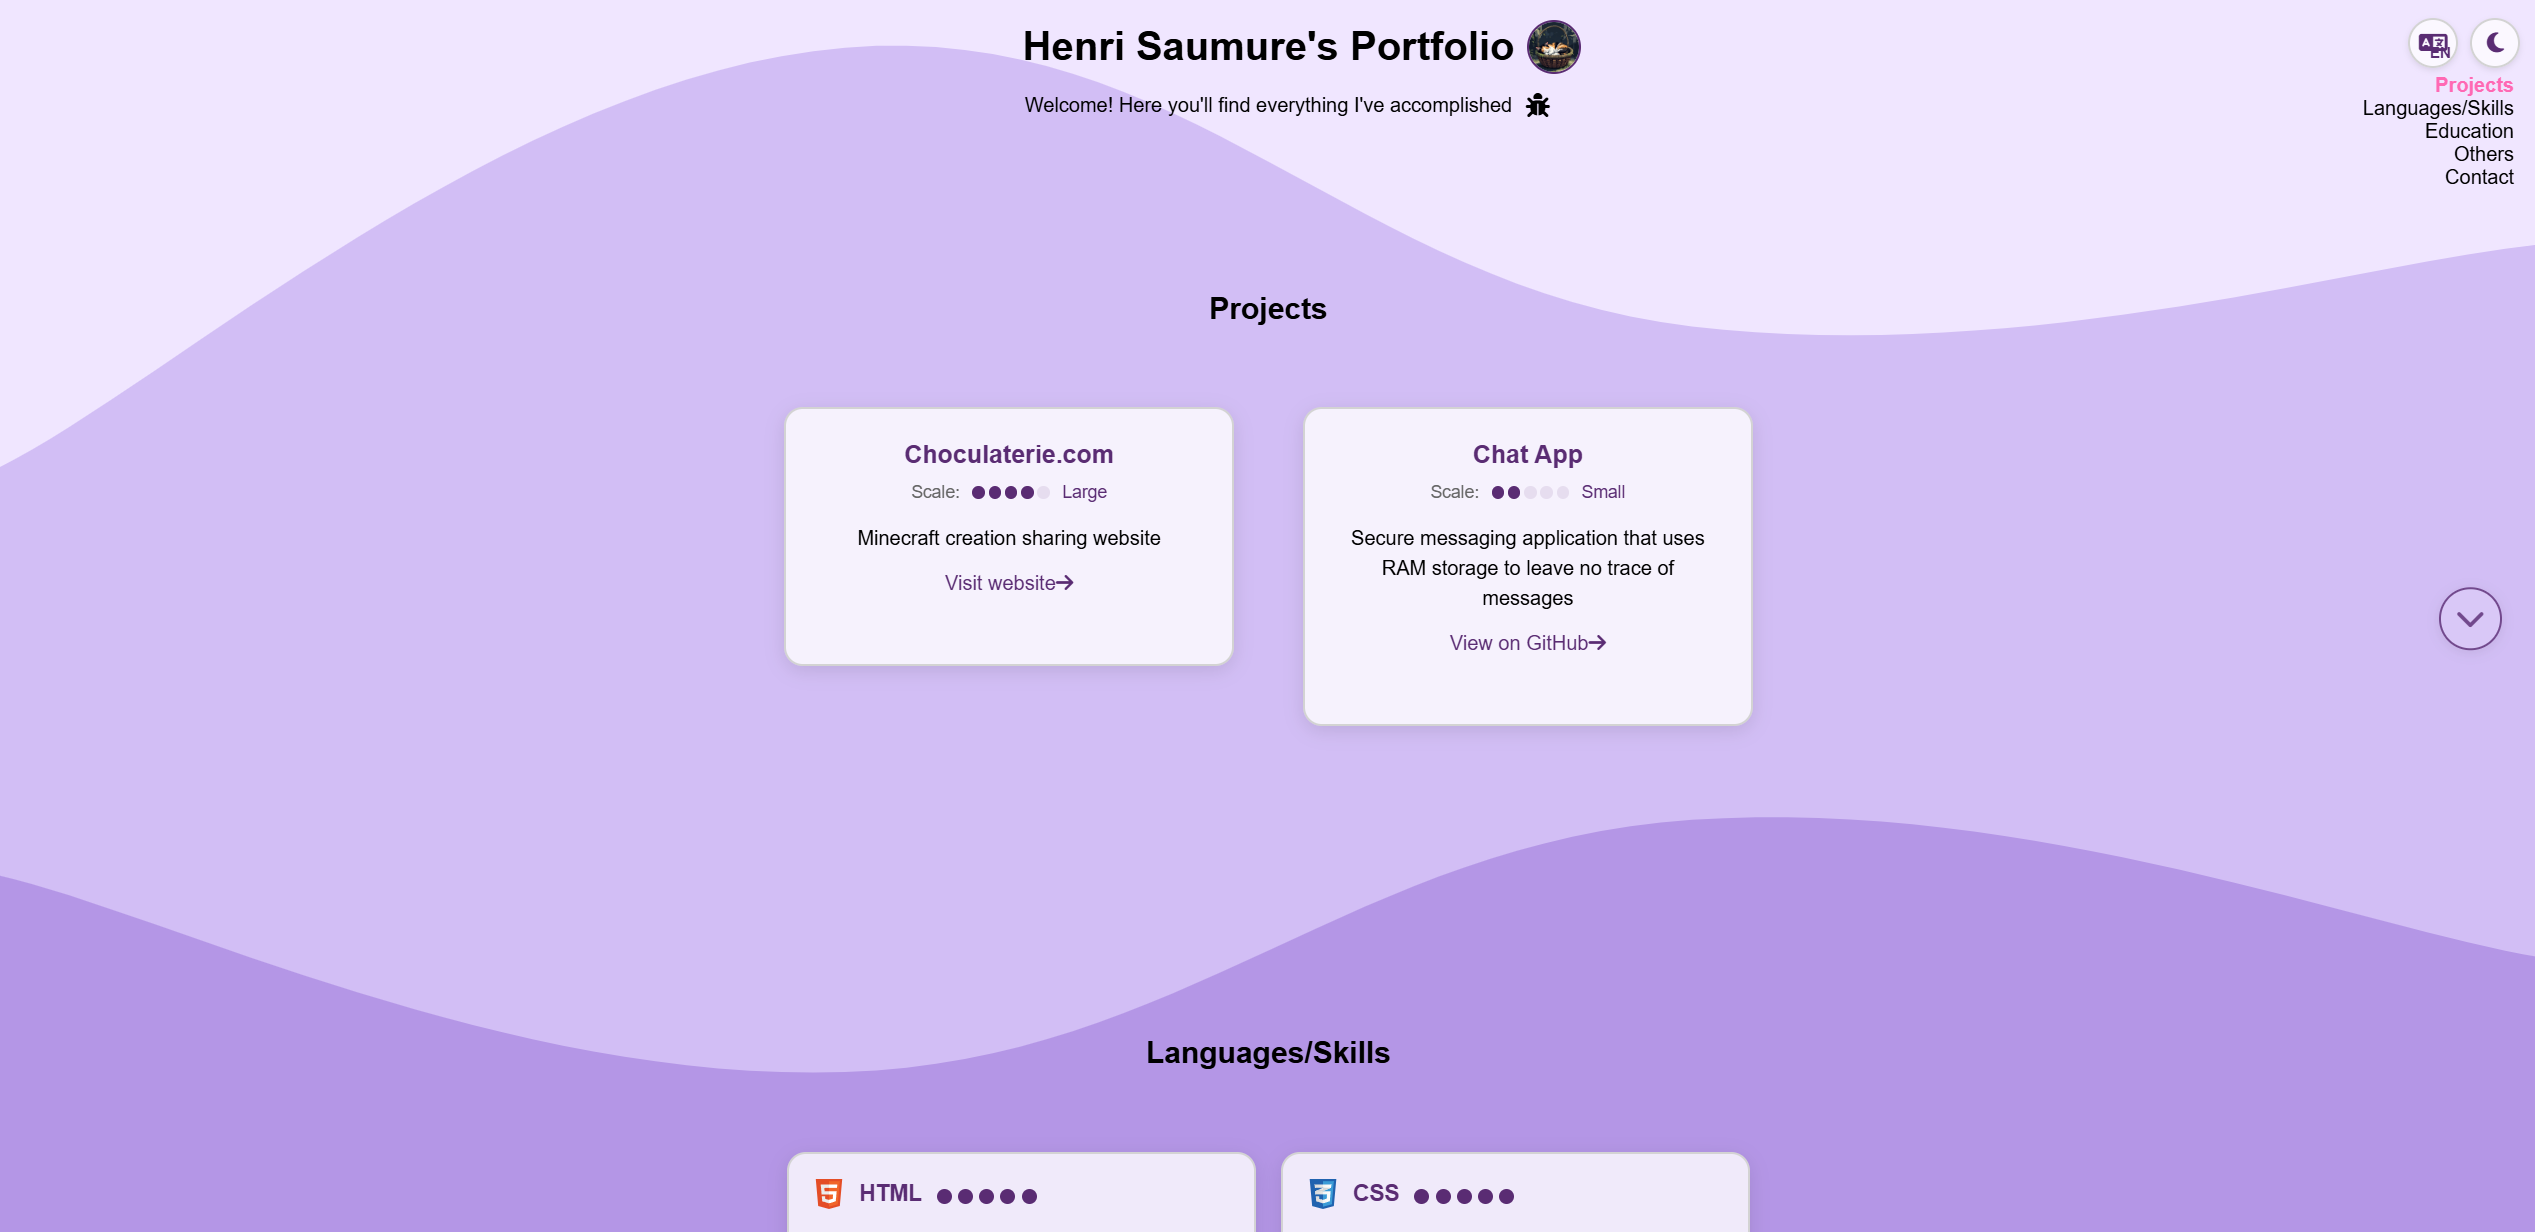 Henri Saumure's Portfolio
Welcome! Here you'll find everything I've accomplished
EN
Projects
Languages/Skills
Education
Others
Contact
Projects
Choculaterie.com
Scale: Large
Minecraft creation sharing website
Visit website
Chat App
Scale: Small
Secure messaging application that uses
RAM storage to leave no trace of
messages
View on GitHub
Languages/Skills
HTML
CSS